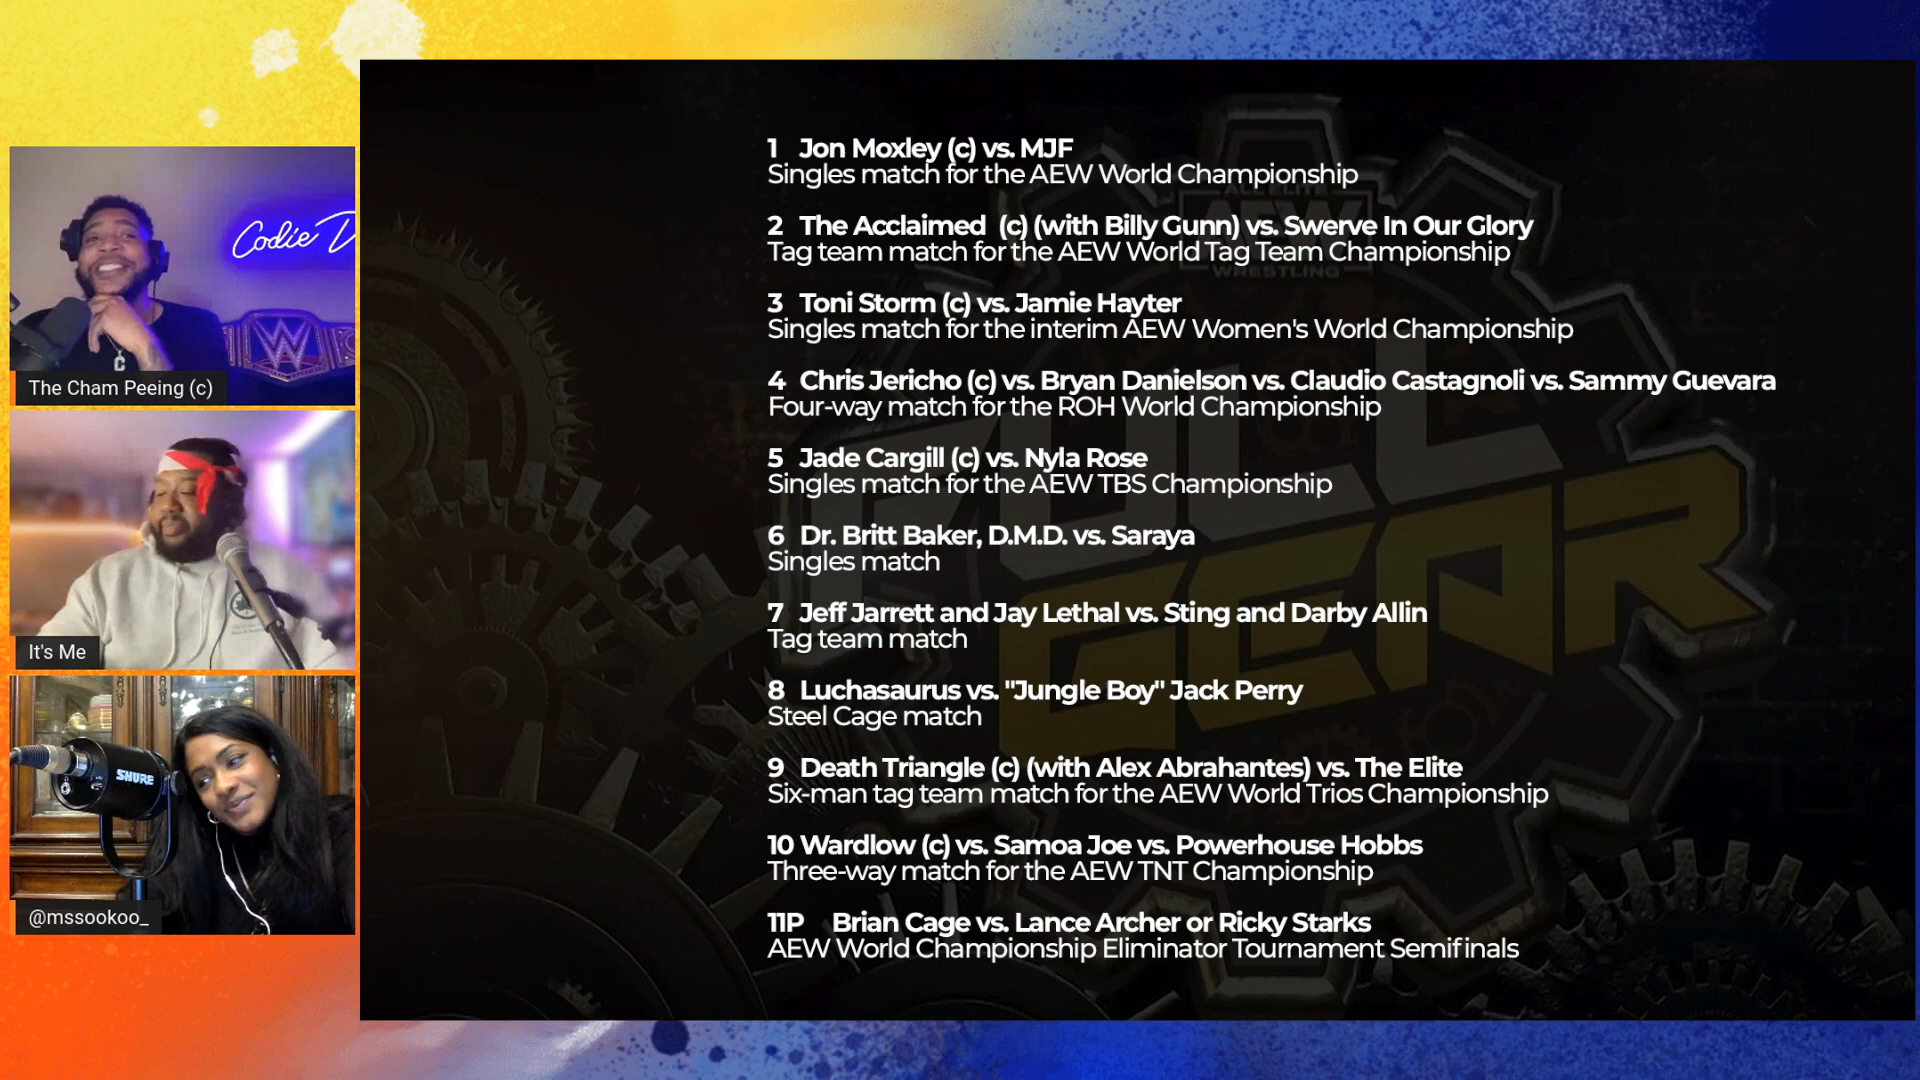 Codie D
The Cham Peeing (c)
It's Me
SHURE
@mssookoo_
1 Jon Moxley (c) vs. MJF
Singles match for the AEW World Championship
2 The Acclaimed (c) (with Billy Gunn) vs. Swerve In Our Glory
Tag team match for the AEW World Tag Team Championship
3 Toni Storm (c) vs. Jamie Hayter
Singles match for the interim AEW Women's World Championship
4 Chris Jericho (c) vs. Bryan Danielson vs. Claudio Castagnoli vs. Sammy Guevara
Four-way match for the ROH World Championship
5 Jade Cargill (c) vs. Nyla Rose
Singles match for the AEW TBS Championship
6 Dr. Britt Baker, D.M.D. vs. Saraya
Singles match
7 Jeff Jarrett and Jay Lethal vs. Sting and Darby Allin
Tag team match
8 Luchasaurus vs. "Jungle Boy" Jack Perry
Steel Cage match
9 Death Triangle (c) (with Alex Abrahantes) vs. The Elite
Six-man tag team match for the AEW World Trios Championship
10 Wardlow (c) vs. Samoa Joe vs. Powerhouse Hobbs
Three-way match for the AEW TNT Championship
11P Brian Cage vs. Lance Archer or Ricky Starks
AEW World Championship Eliminator Tournament Semifinals
ALL ELITE
AEW
WRESTLING
FULL
GEAR